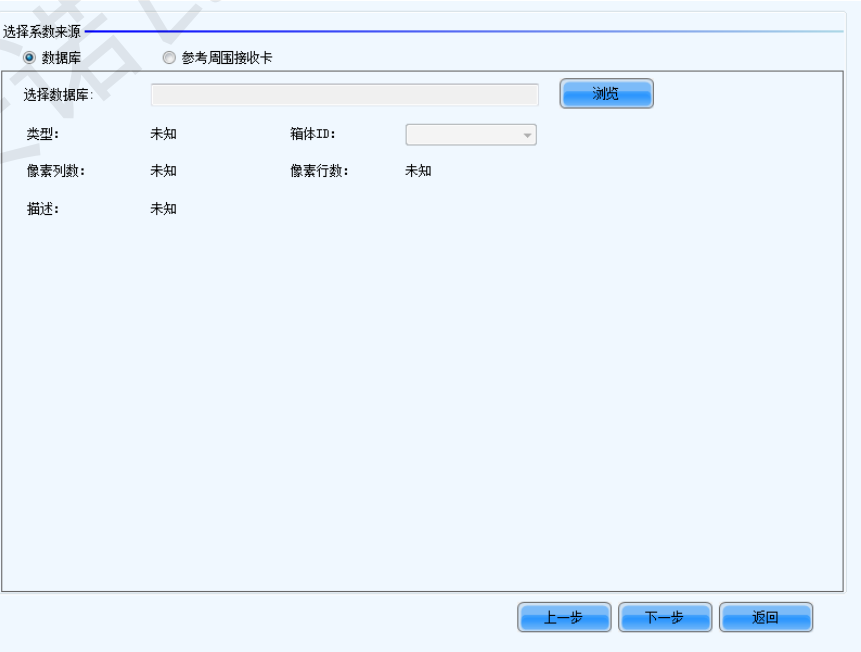 选择系数来源
数据库 参考周围接收卡
选择数据库: 浏览
类型: 未知 箱体ID:
像素列数: 未知 像素行数: 未知
描述: 未知
上一步 下一步 返回